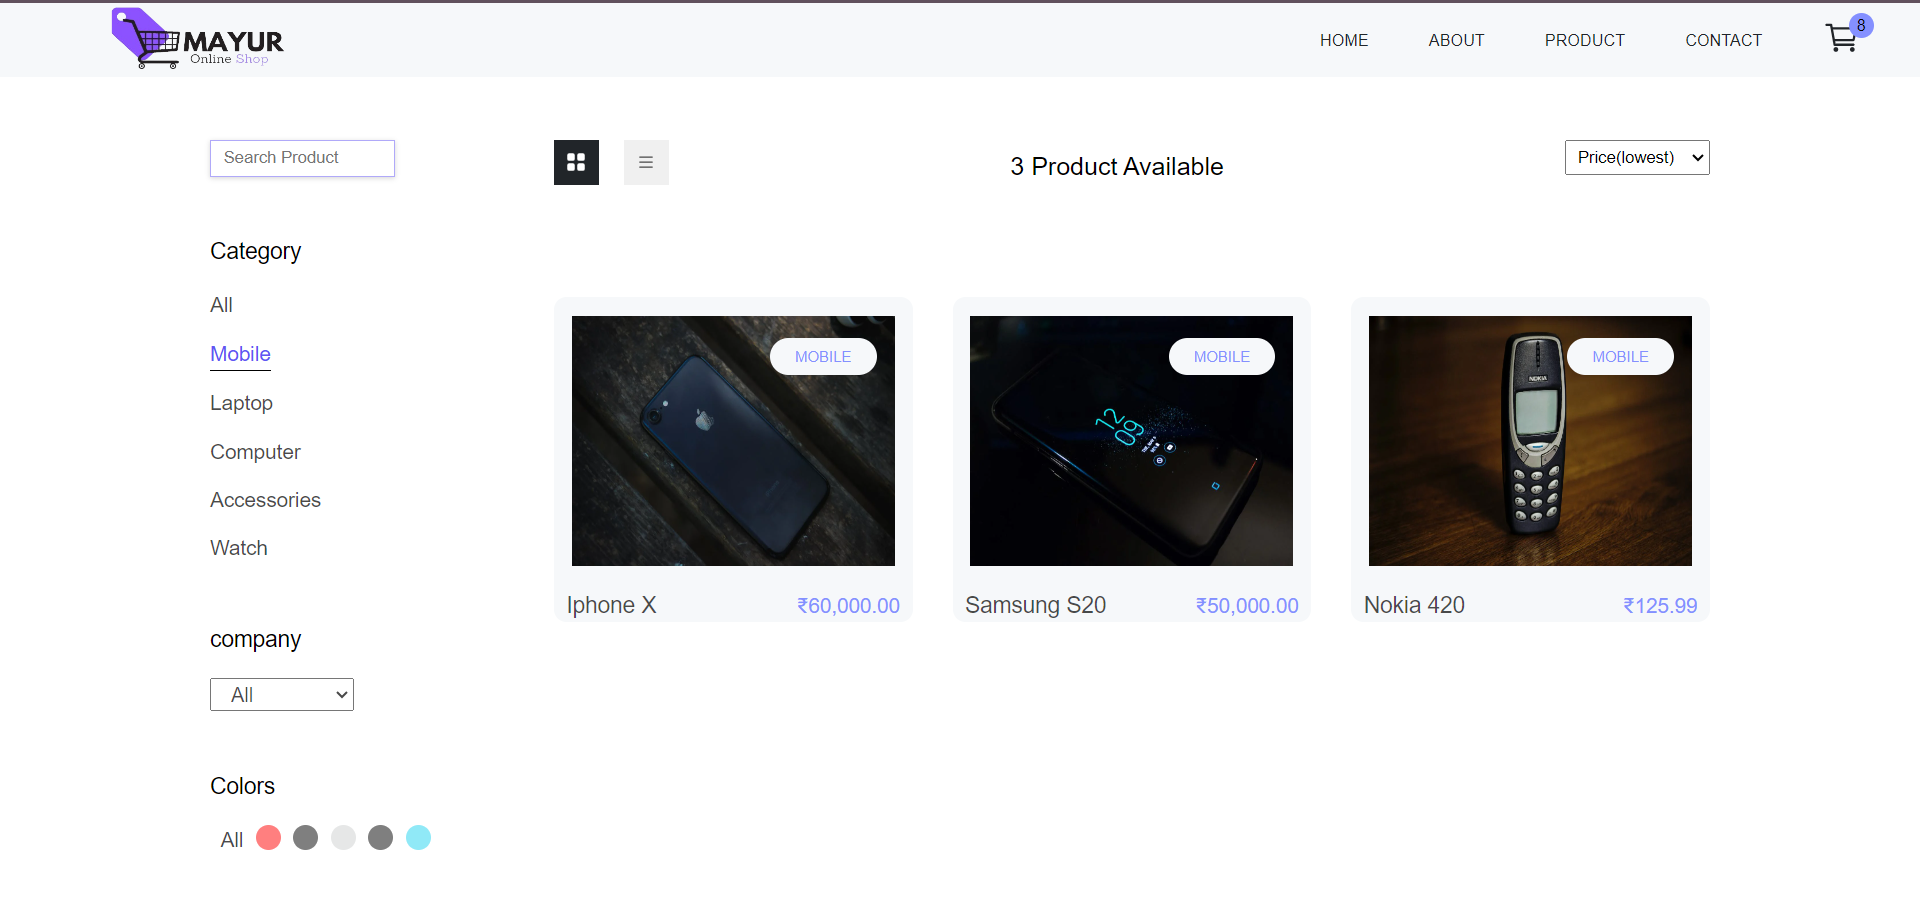 MAYUR
Online Shop
HOME
ABOUT
PRODUCT
CONTACT
8
Search Product
3 Product Available
Price(lowest)
Category
All
Mobile
Laptop
Computer
Accessories
Watch
company
All
Colors
All
MOBILE
Iphone X
₹60,000.00
MOBILE
12
09
Samsung S20
₹50,000.00
MOBILE
NOKIA
Nokia 420
₹125.99